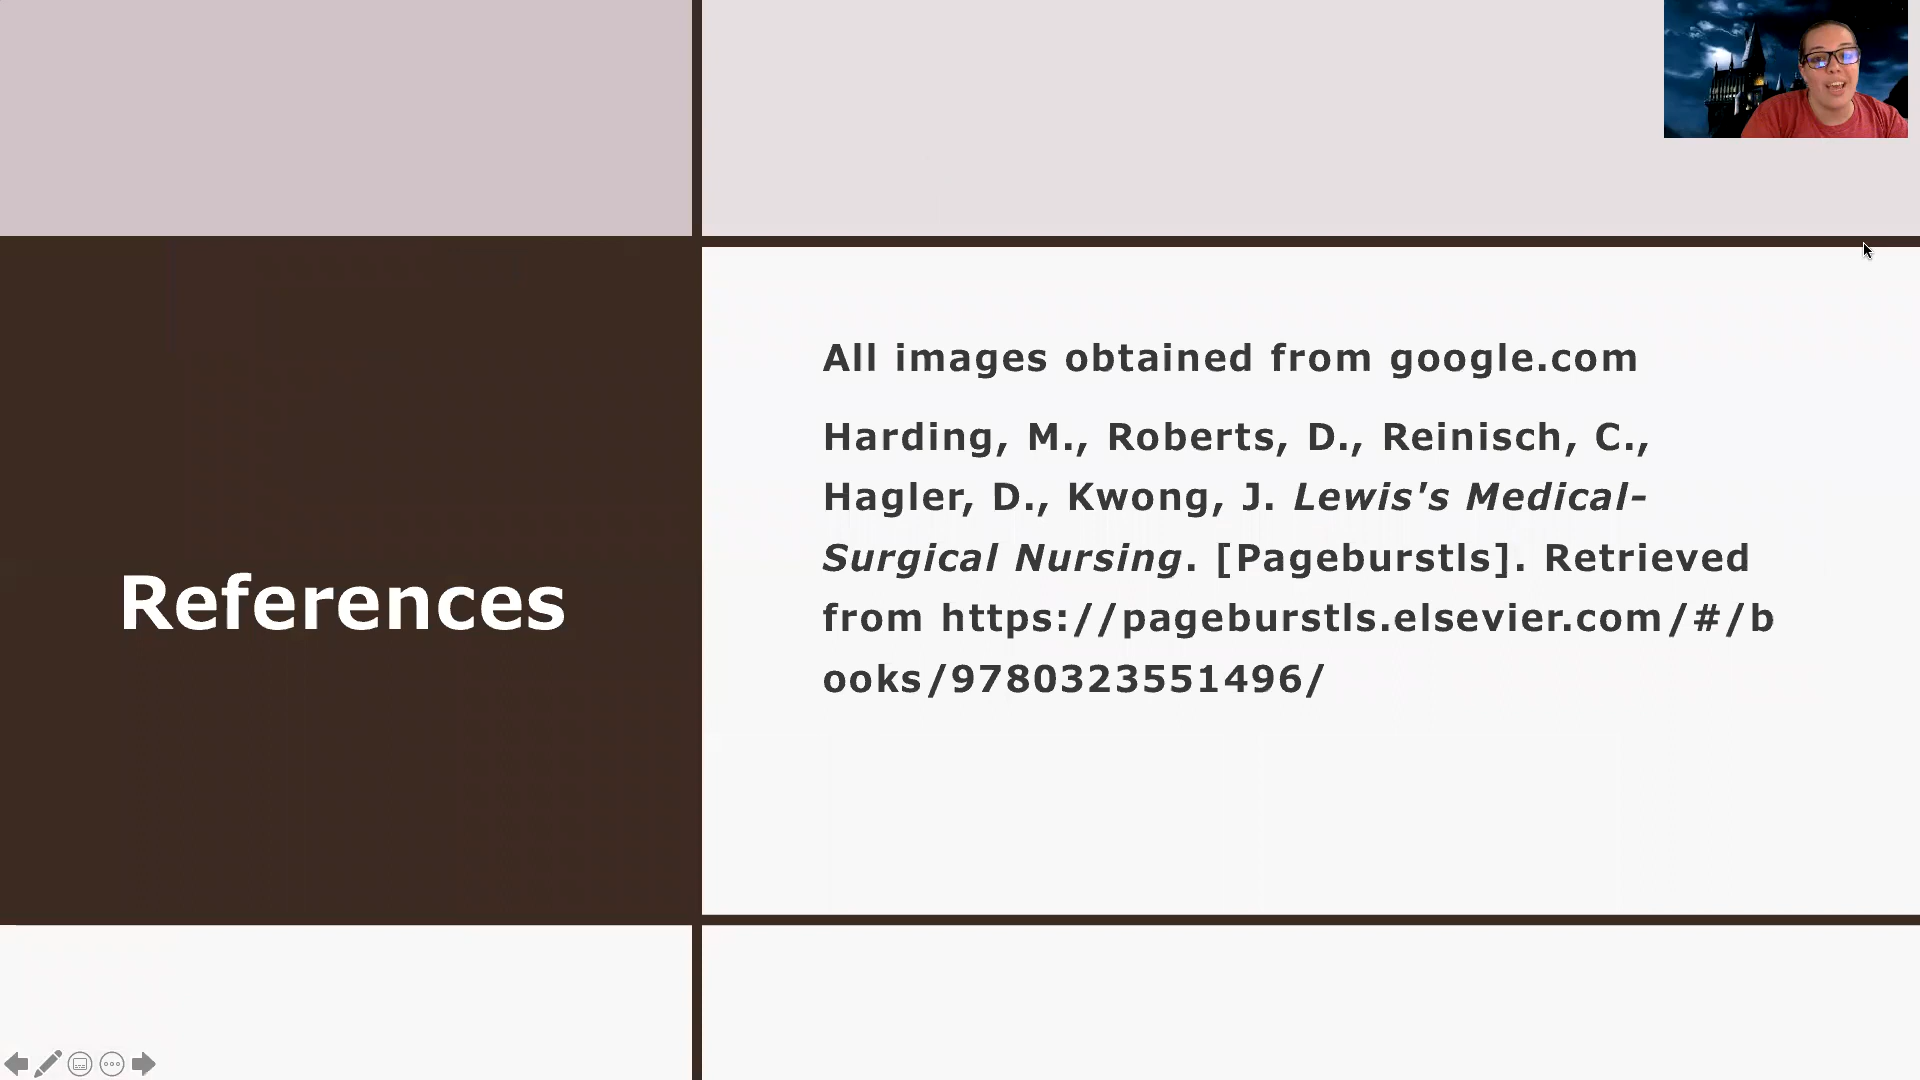 All images obtained from google.com
Harding, M., Roberts, D., Reinisch, C.,
Hagler, D., Kwong, J. Lewis's Medical-
Surgical Nursing. [Pageburstls]. Retrieved
from https://pageburstls.elsevier.com/#/b
ooks/9780323551496/
References